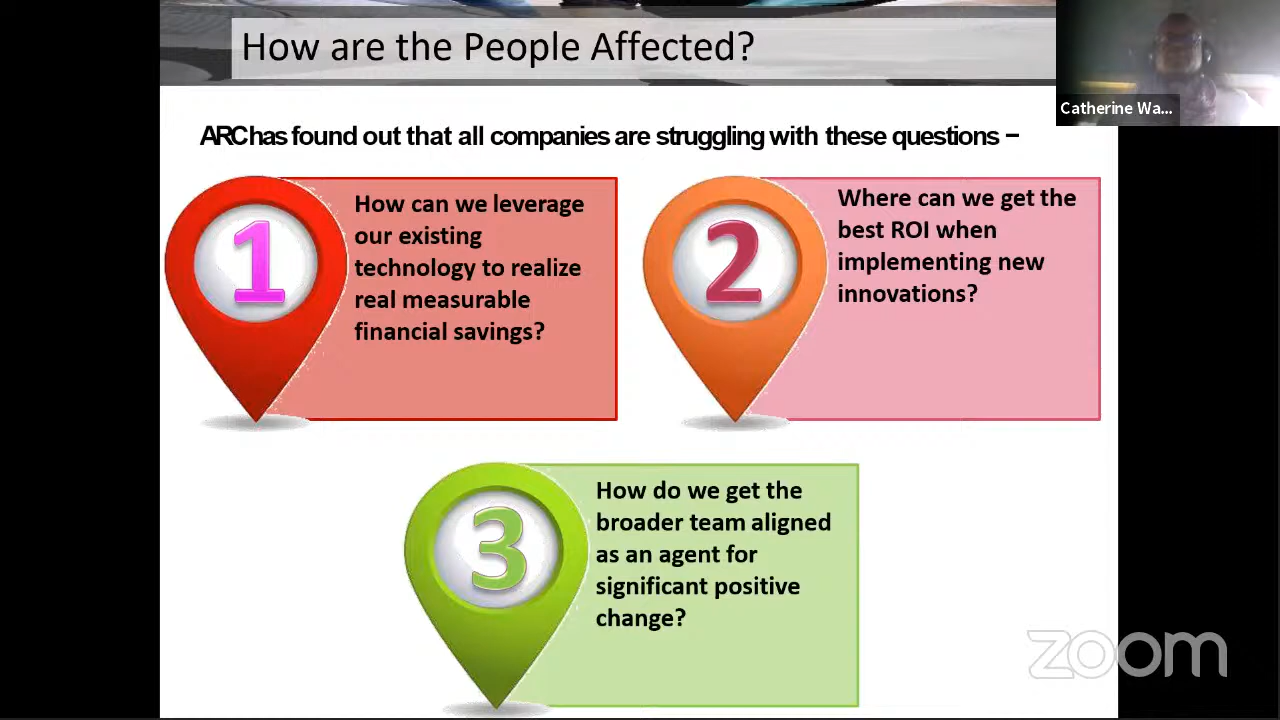 How are the People Affected?
Catherine Wa...
ARChas found out that all companies are struggling with these questions –
1
How can we leverage
our existing
technology to realize
real measurable
financial savings?
2
Where can we get the
best ROI when
implementing new
innovations?
3
How do we get the
broader team aligned
as an agent for
significant positive
change?
zoom